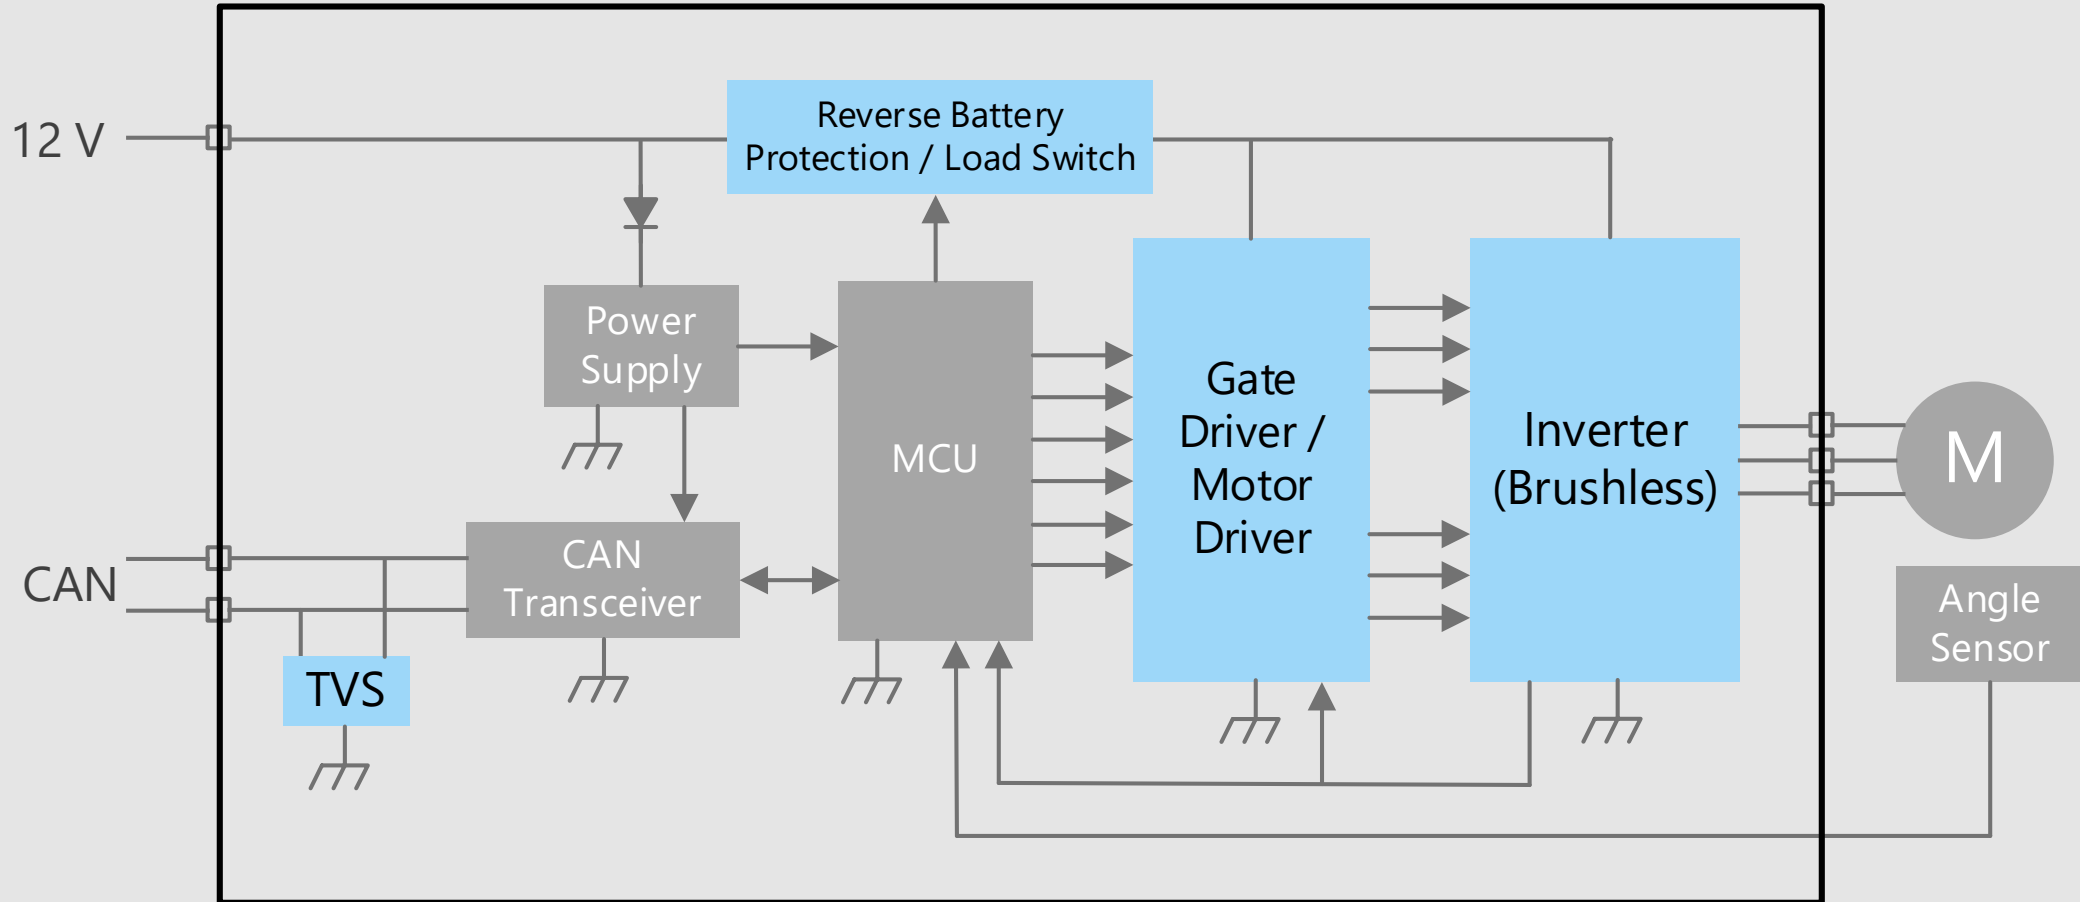 12 V
Reverse Battery
Protection / Load Switch
Power
Supply
MCU
Gate
Driver /
Motor
Driver
Inverter
(Brushless)
M
CAN
CAN
Transceiver
Angle
Sensor
TVS